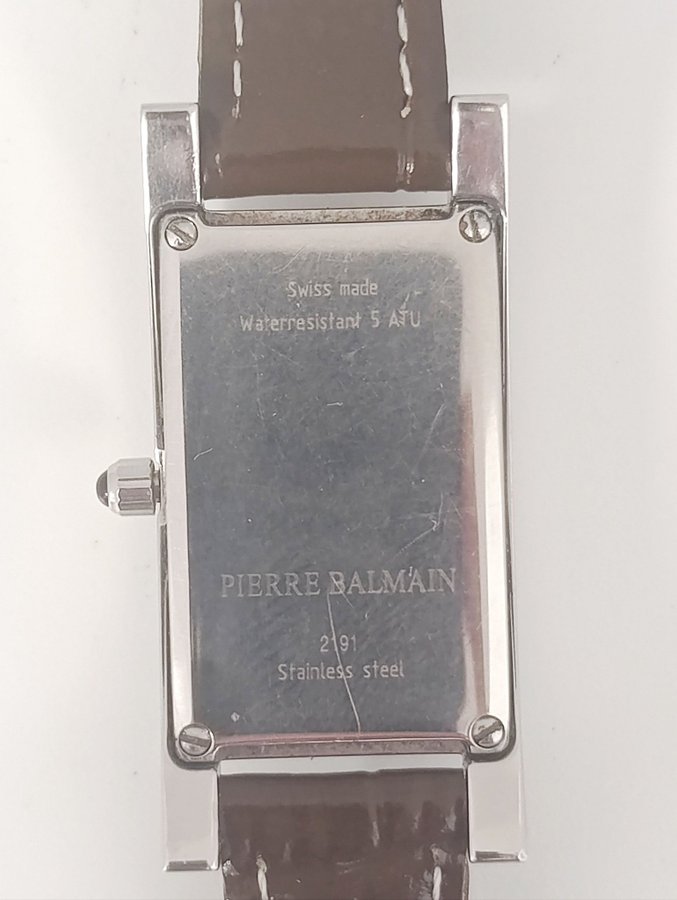 Swiss made
Waterresistant 5 ATU
PIERRE BALMAIN
2191
Stainless steel